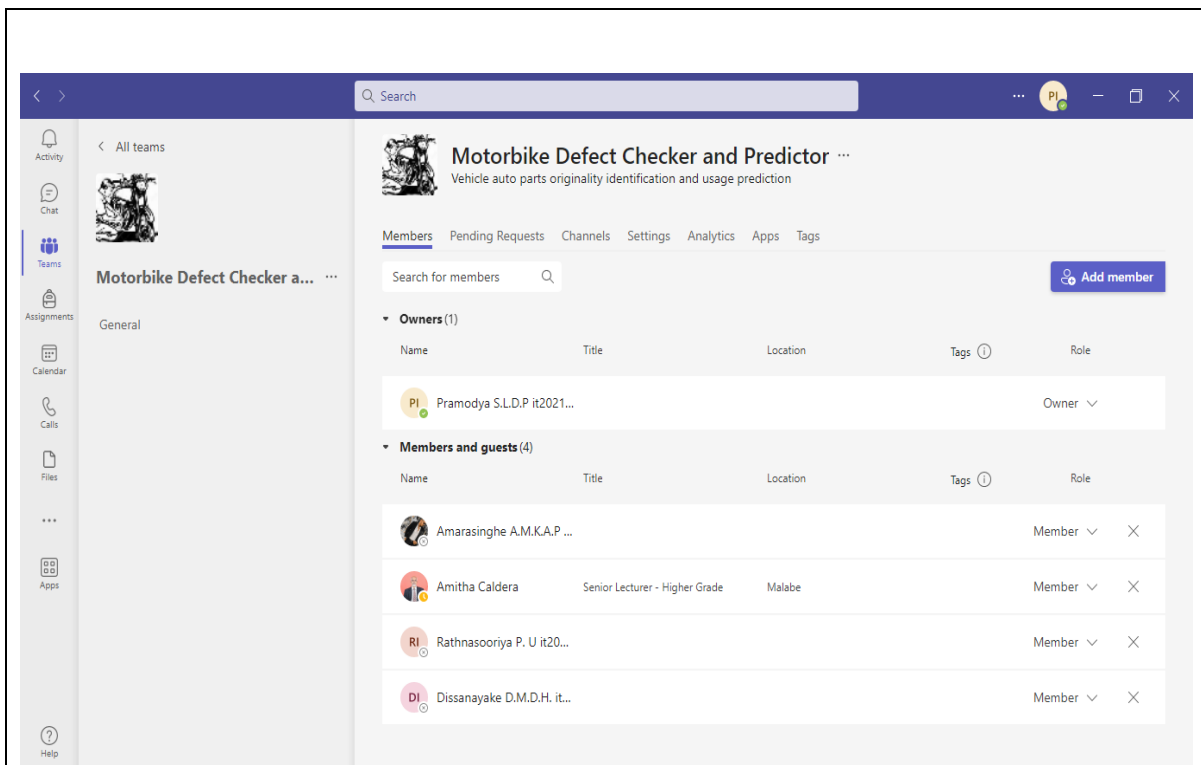 Search
PI
Activity
Chat
Teams
Assignments
Calendar
Calls
Files
Apps
Help
All teams
Motorbike Defect Checker a... ...
General
Motorbike Defect Checker and Predictor ...
Vehicle auto parts originality identification and usage prediction
Members Pending Requests Channels Settings Analytics Apps Tags
Search for members
Add member
Owners (1)
Name Title Location Tags Role
PI Pramodya S.L.D.P it2021... Owner
Members and guests (4)
Name Title Location Tags Role
Amarasinghe A.M.K.A.P ... Member
Amitha Caldera Senior Lecturer - Higher Grade Malabe Member
RI Rathnasooriya P. U it20... Member
DI Dissanayake D.M.D.H. it... Member